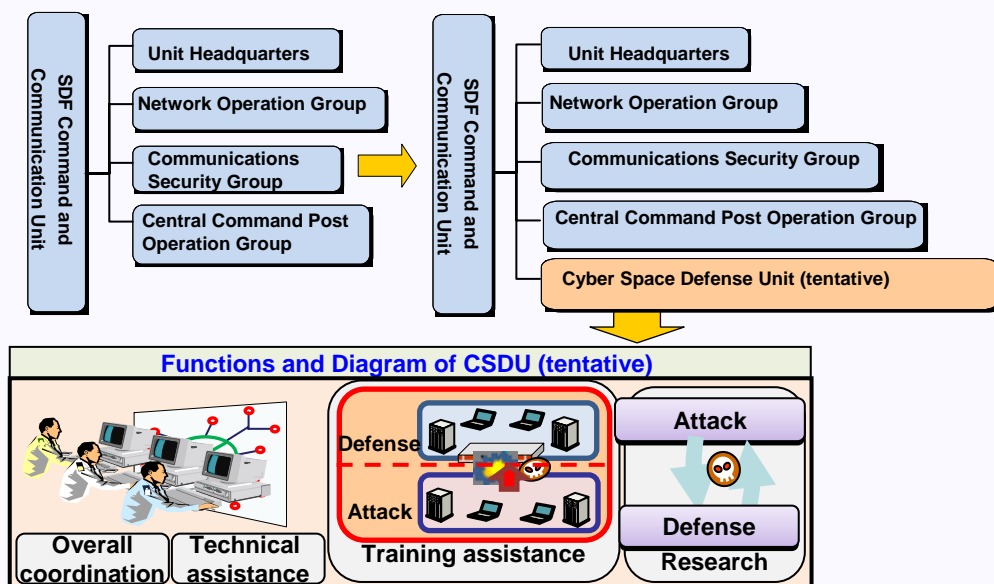 SDF Command and
Communication Unit
Unit Headquarters
Network Operation Group
Communications
Security Group
Central Command Post
Operation Group
SDF Command and
Communication Unit
Unit Headquarters
Network Operation Group
Communications Security Group
Central Command Post Operation Group
Cyber Space Defense Unit (tentative)
Functions and Diagram of CSDU (tentative)
Overall
coordination
Technical
assistance
Defense
Attack
Training assistance
Attack
Defense
Research